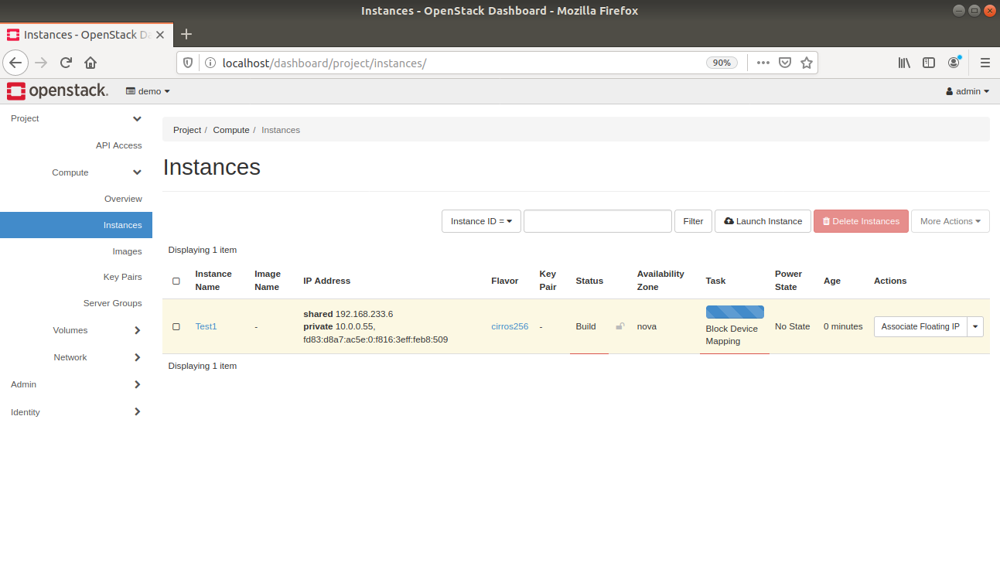 Instances - OpenStack Dashboard - Mozilla Firefox
Instances - OpenStack Da
localhost/dashboard/project/instances/
90%
openstack.
demo
admin
Project
API Access
Compute
Overview
Instances
Images
Key Pairs
Server Groups
Volumes
Network
Admin
Identity
Project / Compute / Instances
Instances
Instance ID =
Filter
Launch Instance
Delete Instances
More Actions
Displaying 1 item
Instance Name
Image Name
IP Address
Flavor
Key Pair
Status
Availability Zone
Task
Power State
Age
Actions
Test1
-
shared 192.168.233.6
private 10.0.0.55,
fd83:d8a7:ac5e:0:f816:3eff:feb8:509
cirros256
-
Build
nova
Block Device
Mapping
No State
0 minutes
Associate Floating IP
Displaying 1 item